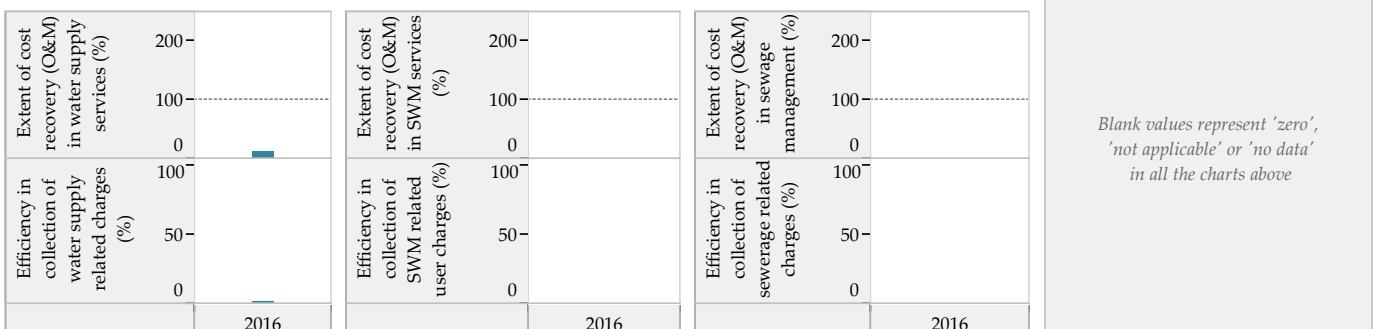 Extent of cost
recovery (O&M)
in water supply
services (%)
200
100
0
Efficiency in
collection of
water supply
related charges
(%)
100
50
0
2016
Extent of cost
recovery (O&M)
in SWM services
(%)
200
100
0
Efficiency in
collection of
SWM related
user charges (%)
100
50
0
2016
Extent of cost
recovery (O&M)
in sewage
management (%)
200
100
0
Efficiency in
collection of
sewerage related
charges (%)
100
50
0
2016
Blank values represent 'zero',
'not applicable' or 'no data'
in all the charts above